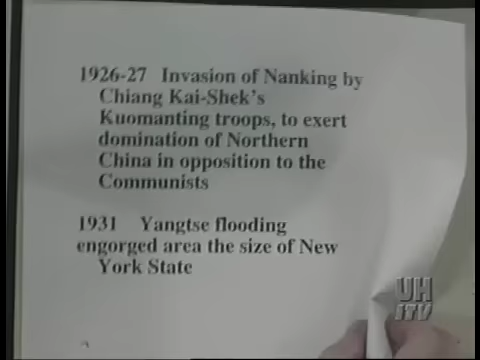 1926-27 Invasion of Nanking by
Chiang Kai-Shek's
Kuomanting troops, to exert
domination of Northern
China in opposition to the
Communists
1931 Yangtse flooding
engorged area the size of New
York State
UH
ITV